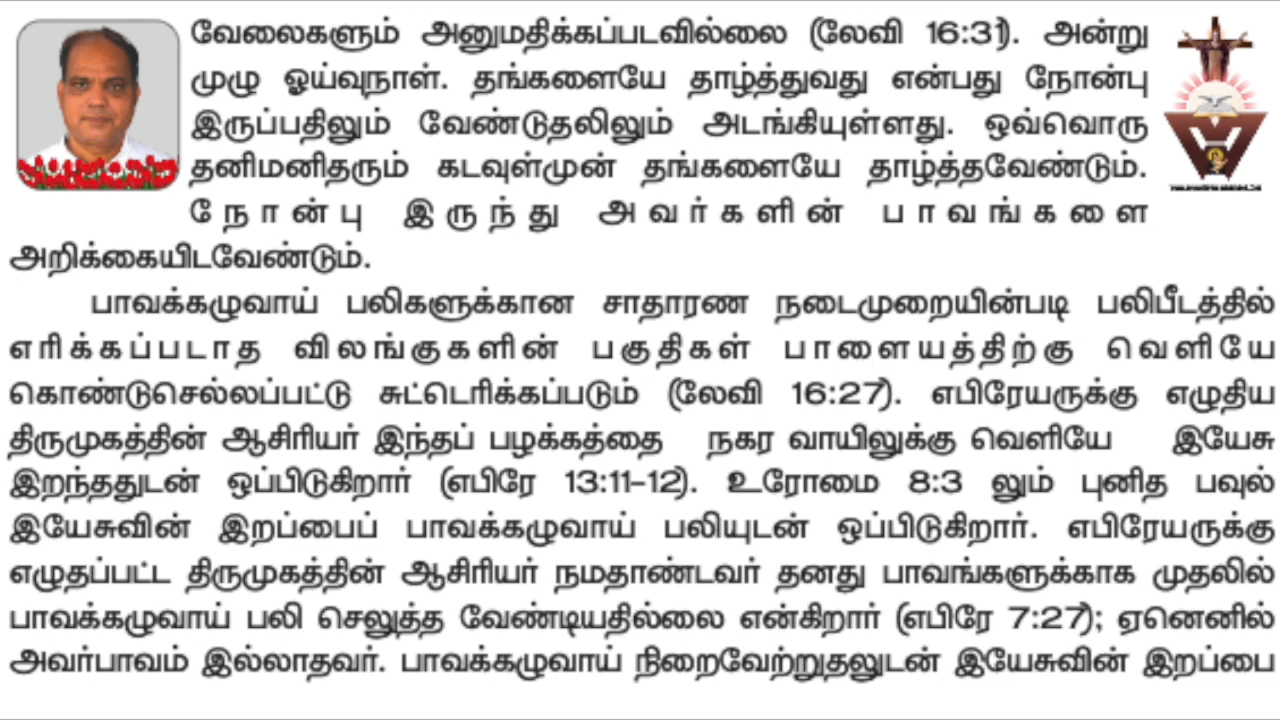 வேலைகளும் அனுமதிக்கப்படவில்லை (லேவி 16:31). அன்று
முழு ஓய்வுநாள். தங்களையே தாழ்த்துவது என்பது நோன்பு
இருப்பதிலும் வேண்டுதலிலும் அடங்கியுள்ளது. ஒவ்வொரு
தனிமனிதரும் கடவுள்முன் தங்களையே தாழ்த்தவேண்டும்.
நோன்பு இருந்து அவர்களின் பாவங்களை
அறிக்கையிடவேண்டும்.
பாவக்கழுவாய் பலிகளுக்கான சாதாரண நடைமுறையின்படி பலிபீடத்தில்
எரிக்கப்படாத விலங்குகளின் பகுதிகள் பாளையத்திற்கு வெளியே
கொண்டுசெல்லப்பட்டு சுட்டெரிக்கப்படும் (லேவி 16:27). எபிரேயருக்கு எழுதிய
திருமுகத்தின் ஆசிரியர் இந்தப் பழக்கத்தை நகர வாயிலுக்கு வெளியே இயேசு
இறந்ததுடன் ஒப்பிடுகிறார் (எபிரே 13:11-12). உரோமை 8:3 லும் புனித பவுல்
இயேசுவின் இறப்பைப் பாவக்கழுவாய் பலியுடன் ஒப்பிடுகிறார். எபிரேயருக்கு
எழுதப்பட்ட திருமுகத்தின் ஆசிரியர் நமதாண்டவர் தனது பாவங்களுக்காக முதலில்
பாவக்கழுவாய் பலி செலுத்த வேண்டியதில்லை என்கிறார் (எபிரே 7:27); ஏனெனில்
அவர்பாவம் இல்லாதவர். பாவக்கழுவாய் நிறைவேற்றுதலுடன் இயேசுவின் இறப்பை